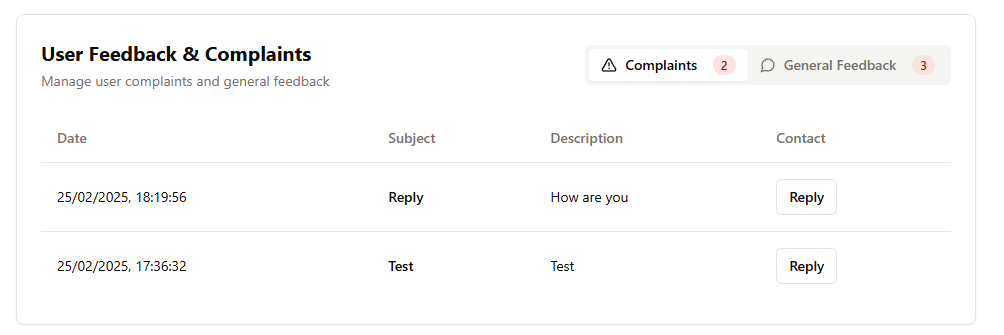 User Feedback & Complaints
Manage user complaints and general feedback
Complaints 2 General Feedback 3
Date Subject Description Contact
25/02/2025, 18:19:56 Reply How are you Reply
25/02/2025, 17:36:32 Test Test Reply